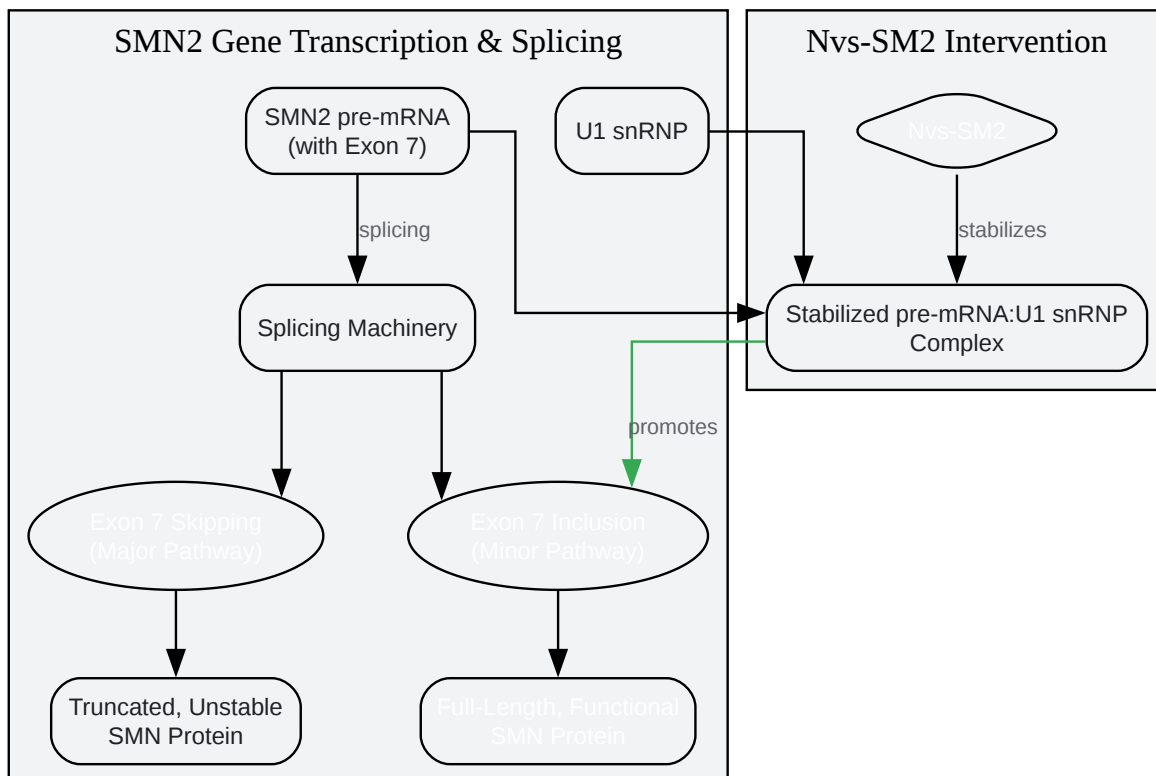 SMN2 Gene Transcription & Splicing
Nvs-SM2 Intervention
SMN2 pre-mRNA
(with Exon 7)
U1 snRNP
Nvs-SM2
splicing
stabilizes
Splicing Machinery
Stabilized pre-mRNA:U1 snRNP
Complex
promotes
Exon 7 Skipping
(Major Pathway)
Exon 7 Inclusion
(Minor Pathway)
Truncated, Unstable
SMN Protein
Full-Length, Functional
SMN Protein